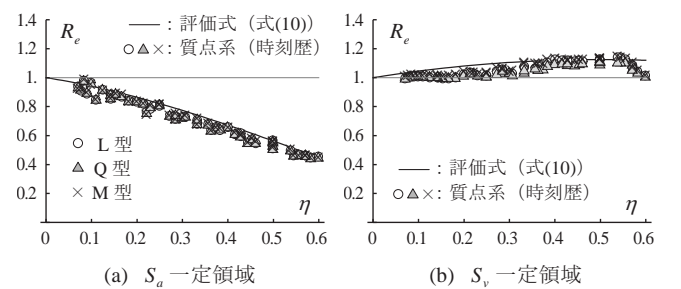 1.4
R_e
— : 評価式（式(10)）
○△×: 質点系（時刻歴）
1.2
1.
0.8
0.6
0.4
0.2
○ L 型
△ Q 型
× M 型
η
0 0.1 0.2 0.3 0.4 0.5 0.6
(a) S_a 一定領域
1.4
R_e
1.2
1.
0.8
0.6
0.4
0.2
— : 評価式（式(10)）
○△×: 質点系（時刻歴）
η
0 0.1 0.2 0.3 0.4 0.5 0.6
(b) S_v 一定領域